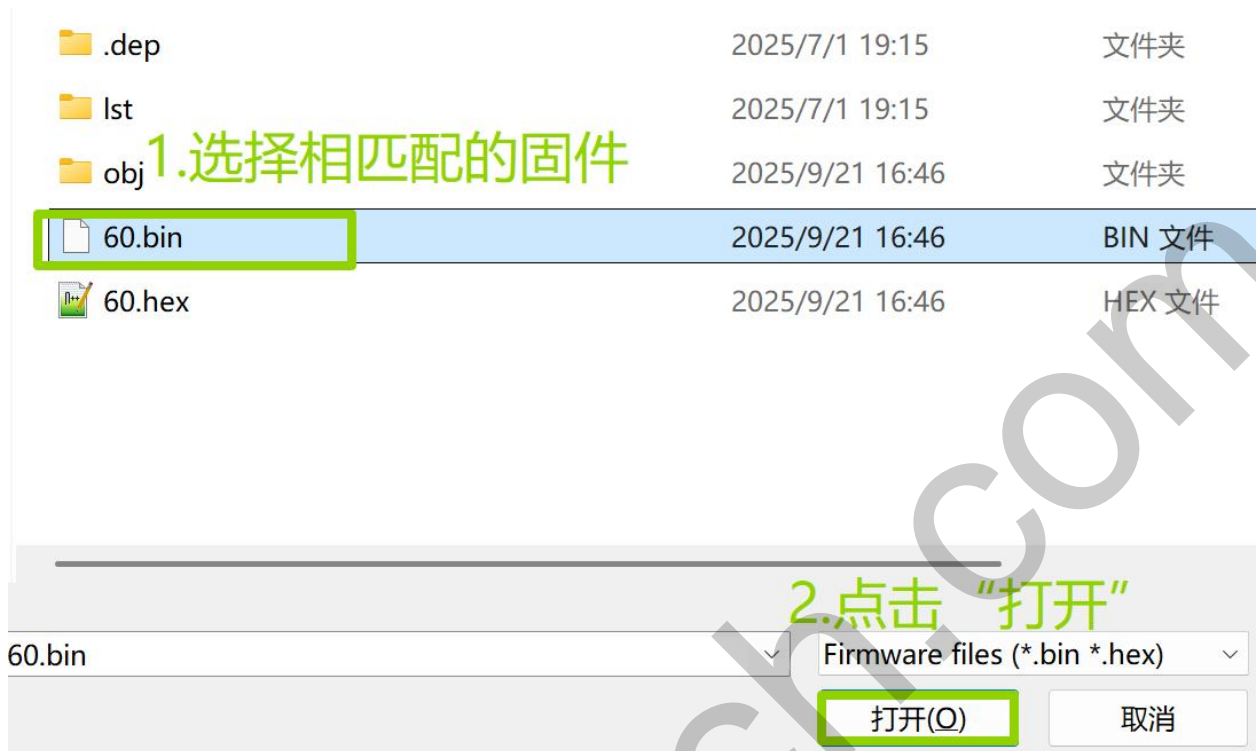 .dep 2025/7/1 19:15 文件夹
lst 2025/7/1 19:15 文件夹
1.选择相匹配的固件
obj 2025/9/21 16:46 文件夹
60.bin 2025/9/21 16:46 BIN 文件
60.hex 2025/9/21 16:46 HEX 文件
2.点击“打开”
60.bin Firmware files (*.bin *.hex)
打开(O) 取消
ch.com